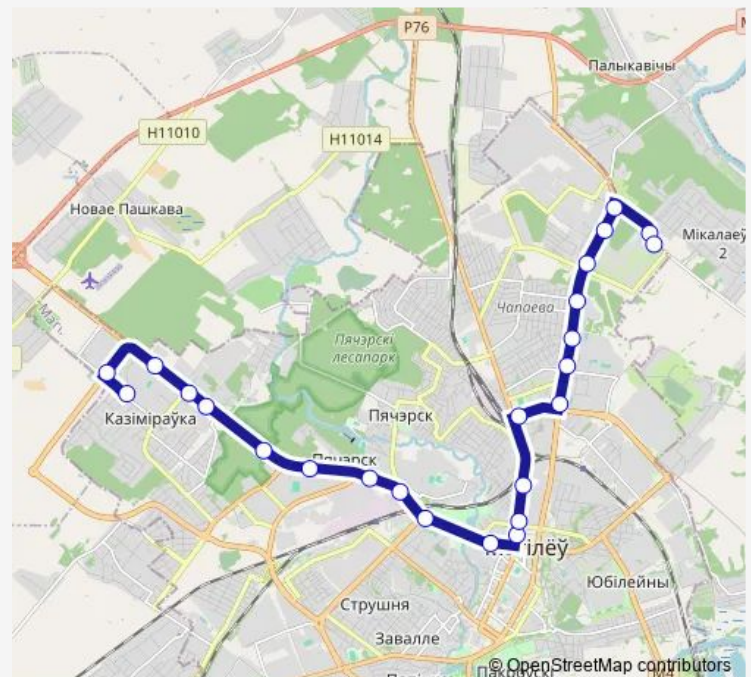 P76
Палыкавічы
H11010
H11014
Новае Пашкава
Мікалаеў
2
Чапаева
Пячэрскі
лесапарк
Казіміраўка
Пячэрск
Пячэрск
Юбілейны
Струшня
Завалле
© OpenStreetMap contributors